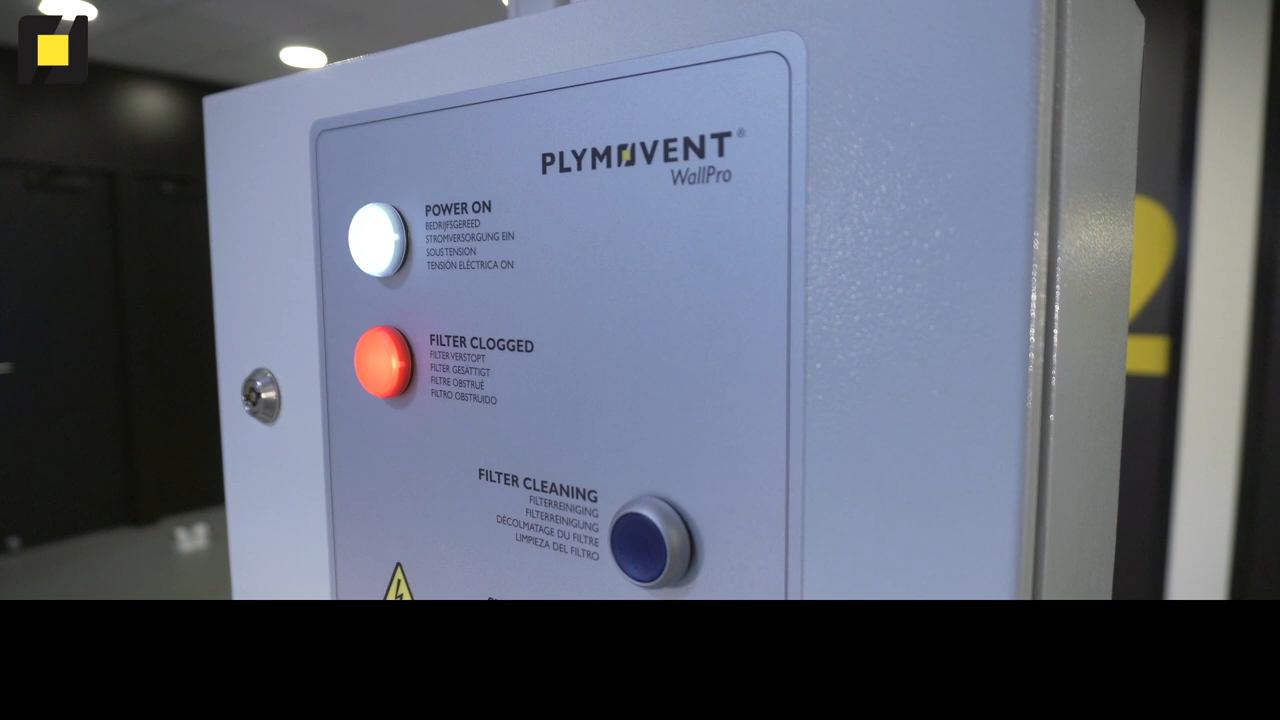 PLYMOVENT®
WallPro
POWER ON
BEDRIJFSGEREED
STROMVERSORGUNG EIN
SOUS TENSION
TENSIÓN ELÉCTRICA ON
FILTER CLOGGED
FILTER VERSTOPT
FILTER GESÄTTIGT
FILTRE OBSTRUÉ
FILTRO OBSTRUIDO
FILTER CLEANING
FILTERREINIGING
FILTERREINIGUNG
DÉCOLMATAGE DU FILTRE
LIMPIEZA DEL FILTRO
2